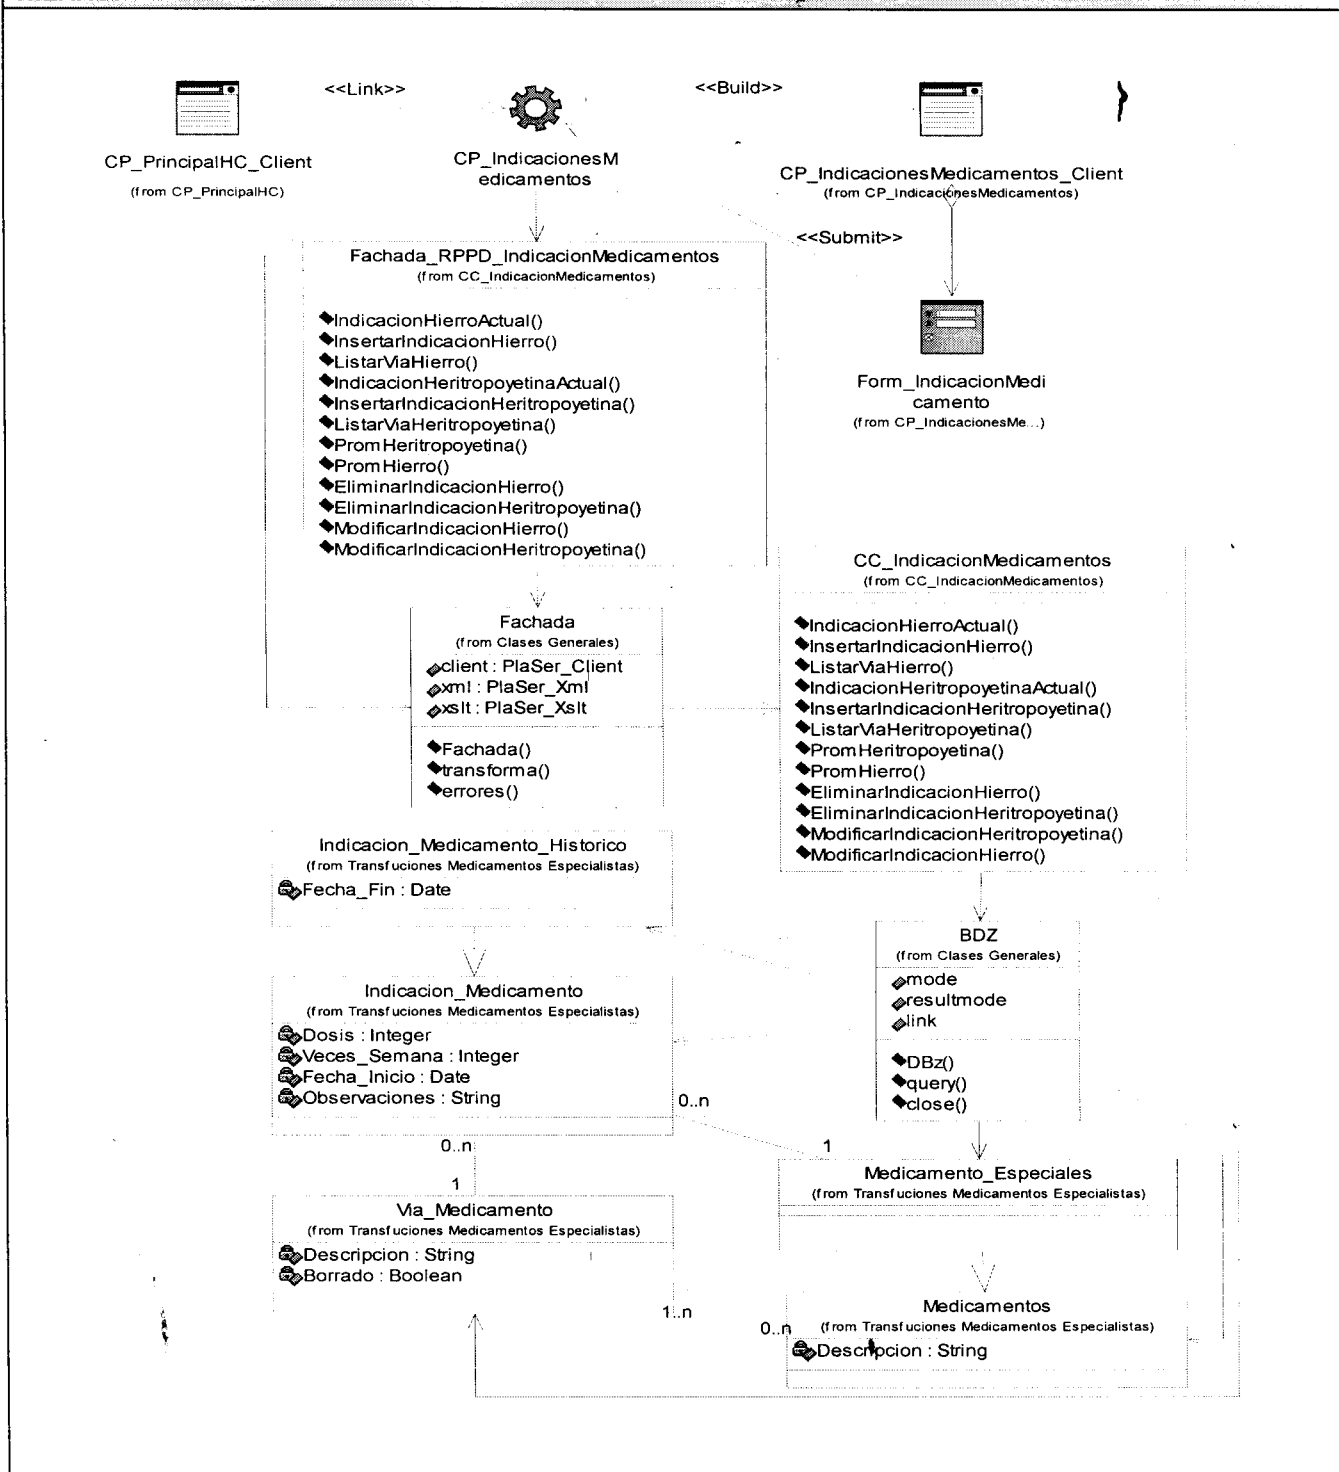 <<Link>>
<<Build>>
CP_PrincipalHC_Client
(from CP_PrincipalHC)
CP_IndicacionesM
edicamentos
CP_IndicacionesMedicamentos_Client
(from CP_IndicacionesMedicamentos)
<<Submit>>
Fachada_RPPD_IndicacionMedicamentos
(from CC_IndicacionMedicamentos)
IndicacionHierroActual()
InsertarIndicacionHierro()
ListarViaHierro()
IndicacionHeritropoyetinaActual()
InsertarIndicacionHeritropoyetina()
ListarViaHeritropoyetina()
PromHeritropoyetina()
PromHierro()
EliminarIndicacionHierro()
EliminarIndicacionHeritropoyetina()
ModificarIndicacionHierro()
ModificarIndicacionHeritropoyetina()
Form_IndicacionMedi
camento
(from CP_IndicacionesMe...)
CC_IndicacionMedicamentos
(from CC_IndicacionMedicamentos)
IndicacionHierroActual()
InsertarIndicacionHierro()
ListarViaHierro()
IndicacionHeritropoyetinaActual()
InsertarIndicacionHeritropoyetina()
ListarViaHeritropoyetina()
PromHeritropoyetina()
PromHierro()
EliminarIndicacionHierro()
EliminarIndicacionHeritropoyetina()
ModificarIndicacionHeritropoyetina()
ModificarIndicacionHierro()
Fachada
(from Clases Generales)
client : PlaSer_Client
xml : PlaSer_Xml
xslt : PlaSer_Xslt
Fachada()
transforma()
errores()
Indicacion_Medicamento_Historico
(from Transfuciones Medicamentos Especialistas)
Fecha_Fin : Date
BDZ
(from Clases Generales)
mode
resultmode
link
DBz()
query()
close()
Indicacion_Medicamento
(from Transfuciones Medicamentos Especialistas)
Dosis : Integer
Veces_Semana : Integer
Fecha_Inicio : Date
Observaciones : String
0..n
0..n
1
1
Medicamento_Especiales
(from Transfuciones Medicamentos Especialistas)
Via_Medicamento
(from Transfuciones Medicamentos Especialistas)
Descripcion : String
Borrado : Boolean
1..n
0..n
Medicamentos
(from Transfuciones Medicamentos Especialistas)
Descripcion : String